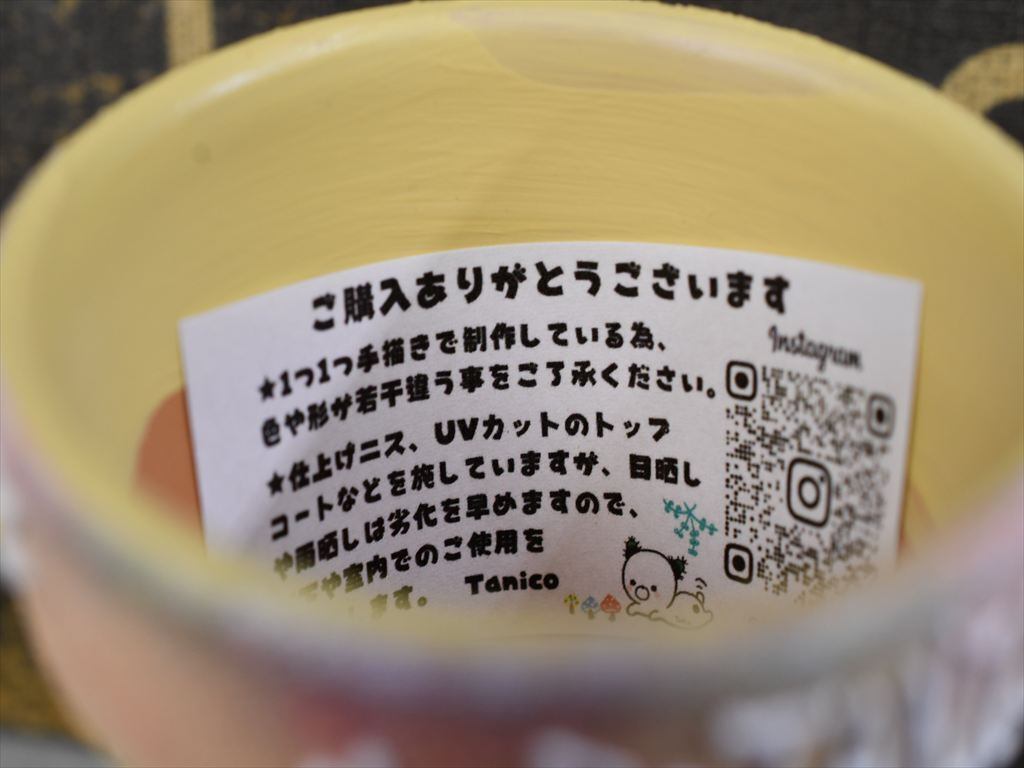 ご購入ありがとうございます
★1つ1つ手描きで制作している為、
色や形が若干違う事をご了承ください。
★仕上げニス、UVカットのトップ
コートなどを施していますが、日晒し
や雨晒しは劣化を早めますので、
や室内でのご使用を
ます。
Tanico
Instagram